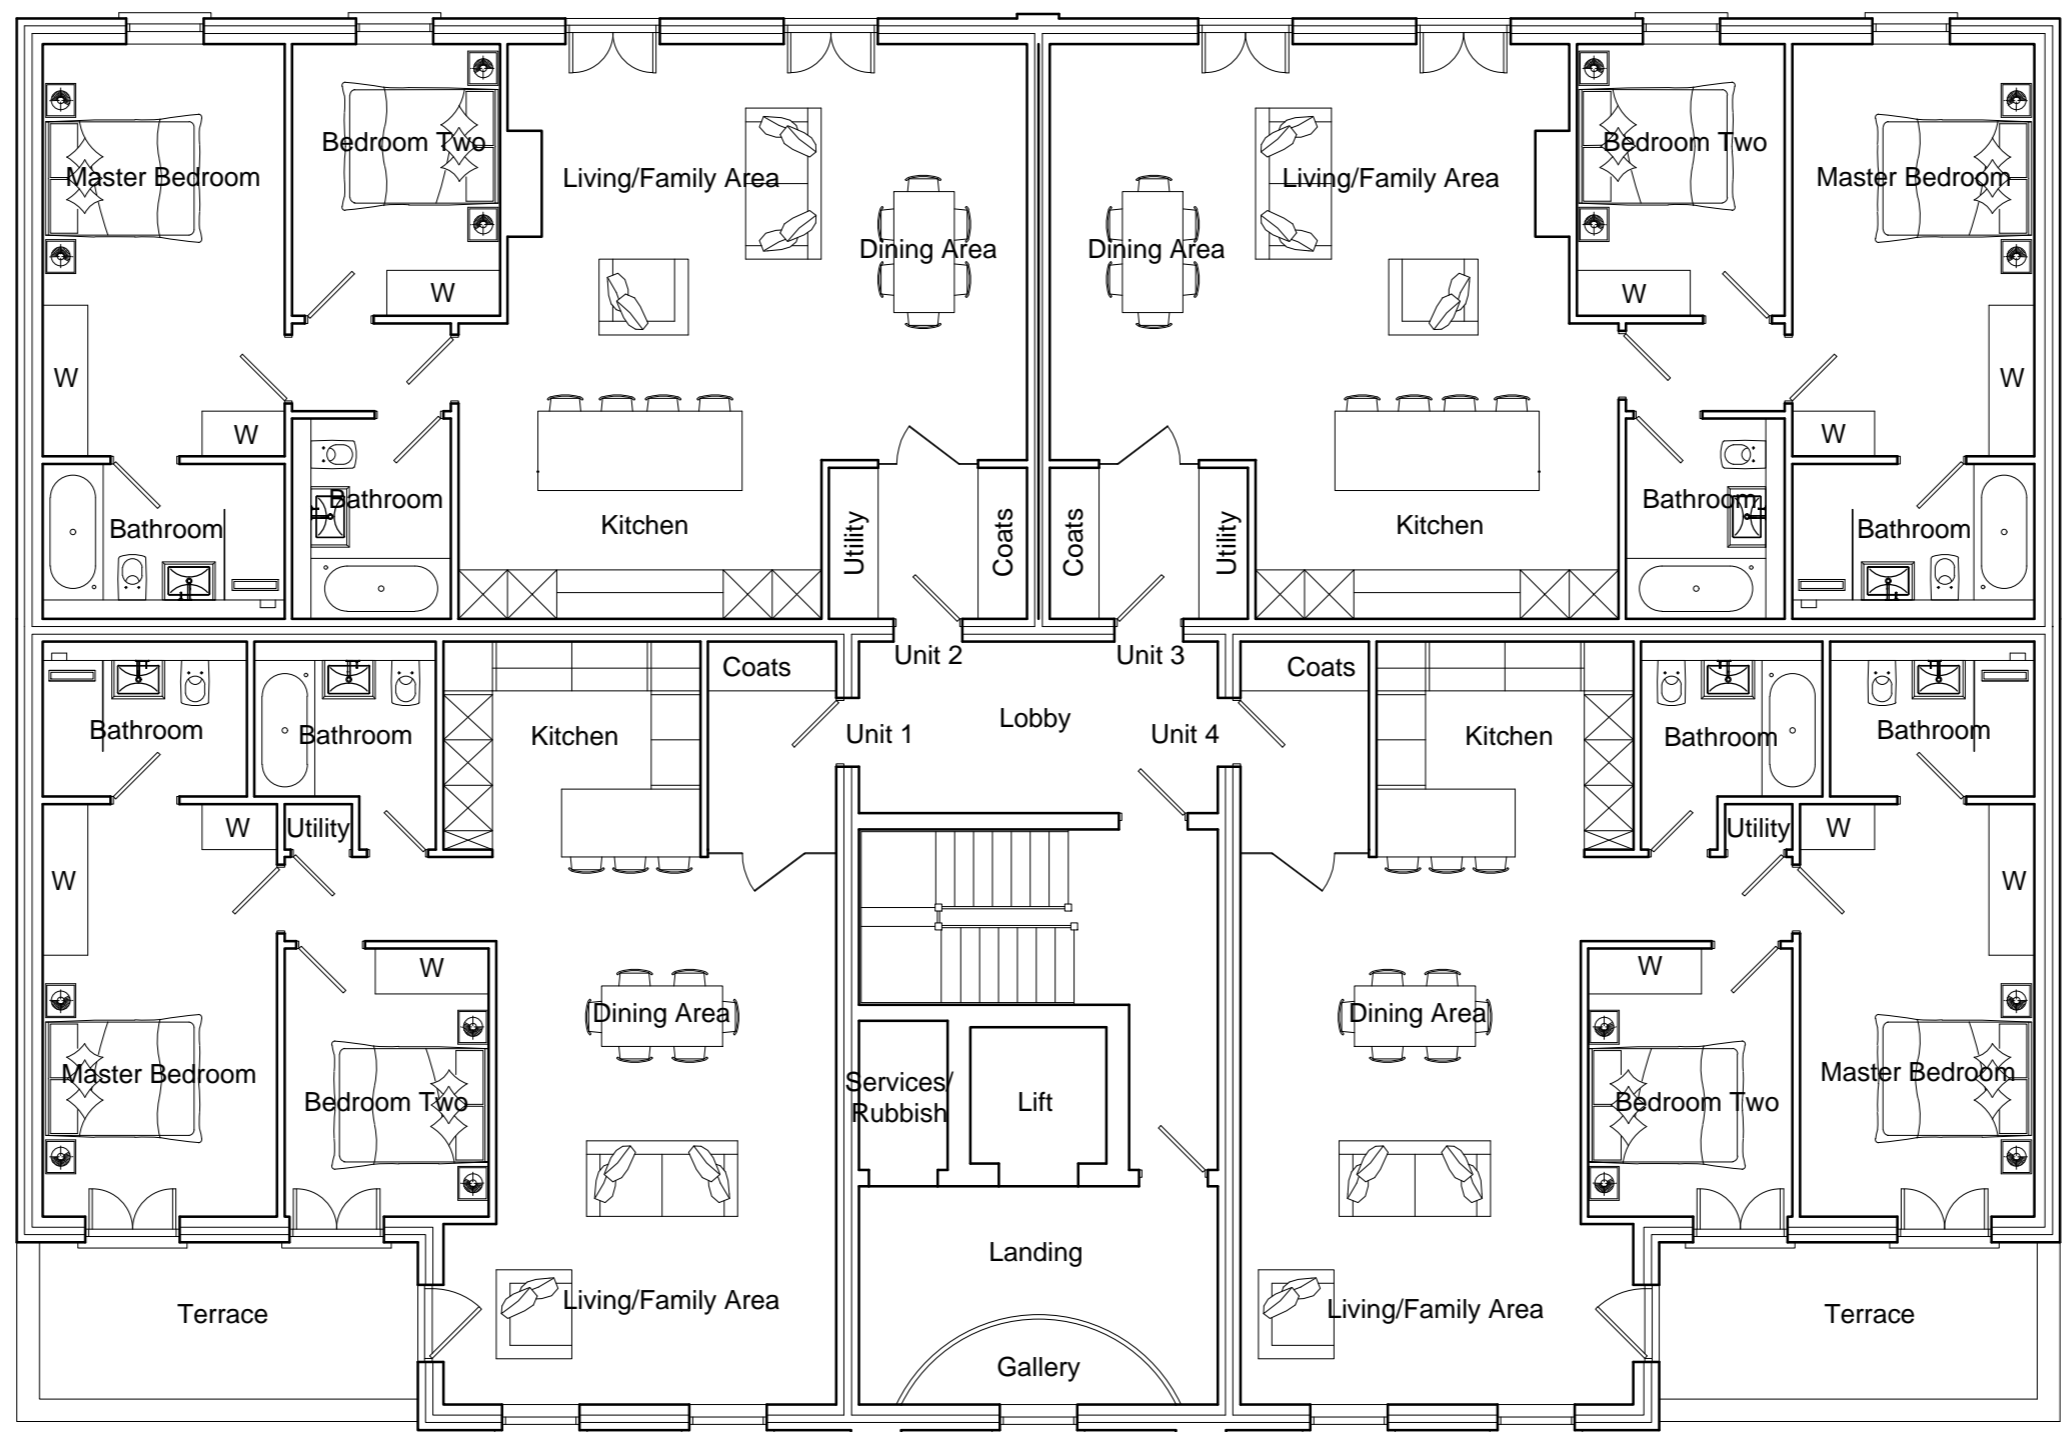 Bedroom Two
Master Bedroom
Living/Family Area
Dining Area
W
W
W
Bathroom
Bathroom
Kitchen
Utility
Coats
Living/Family Area
Dining Area
Bedroom Two
Master Bedroom
W
W
W
Coats
Utility
Kitchen
Bathroom
Bathroom
Unit 2
Unit 3
Unit 1
Lobby
Unit 4
Bathroom
Bathroom
Kitchen
Coats
W
Utility
W
W
Dining Area
Master Bedroom
Bedroom Two
Living/Family Area
Terrace
Services/
Rubbish
Lift
Landing
Gallery
Coats
Kitchen
Bathroom
Bathroom
Utility
W
W
W
Dining Area
Bedroom Two
Master Bedroom
Living/Family Area
Terrace